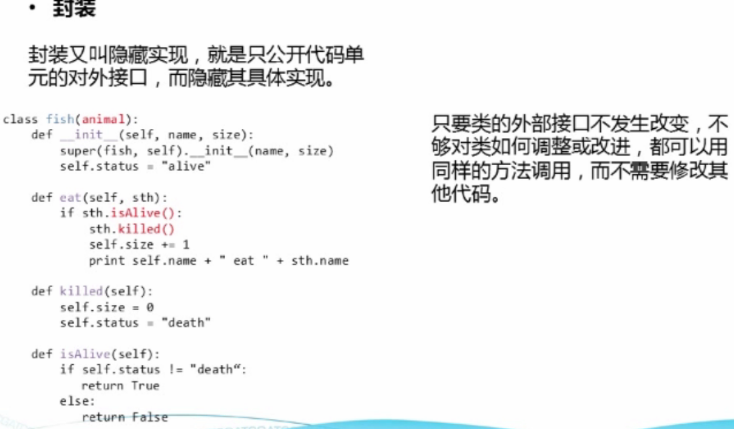 • 封装
封装又叫隐藏实现，就是只公开代码单
元的对外接口，而隐藏其具体实现。
class fish(animal):
    def __init__(self, name, size):
        super(fish, self).__init__(name, size)
        self.status = "alive"
    def eat(self, sth):
        if sth.isAlive():
            sth.killed()
            self.size += 1
            print self.name + " eat " + sth.name
    def killed(self):
        self.size = 0
        self.status = "death"
    def isAlive(self):
        if self.status != "death“:
           return True
        else:
           return False
只要类的外部接口不发生改变，不
够对类如何调整或改进，都可以用
同样的方法调用，而不需要修改其
他代码。